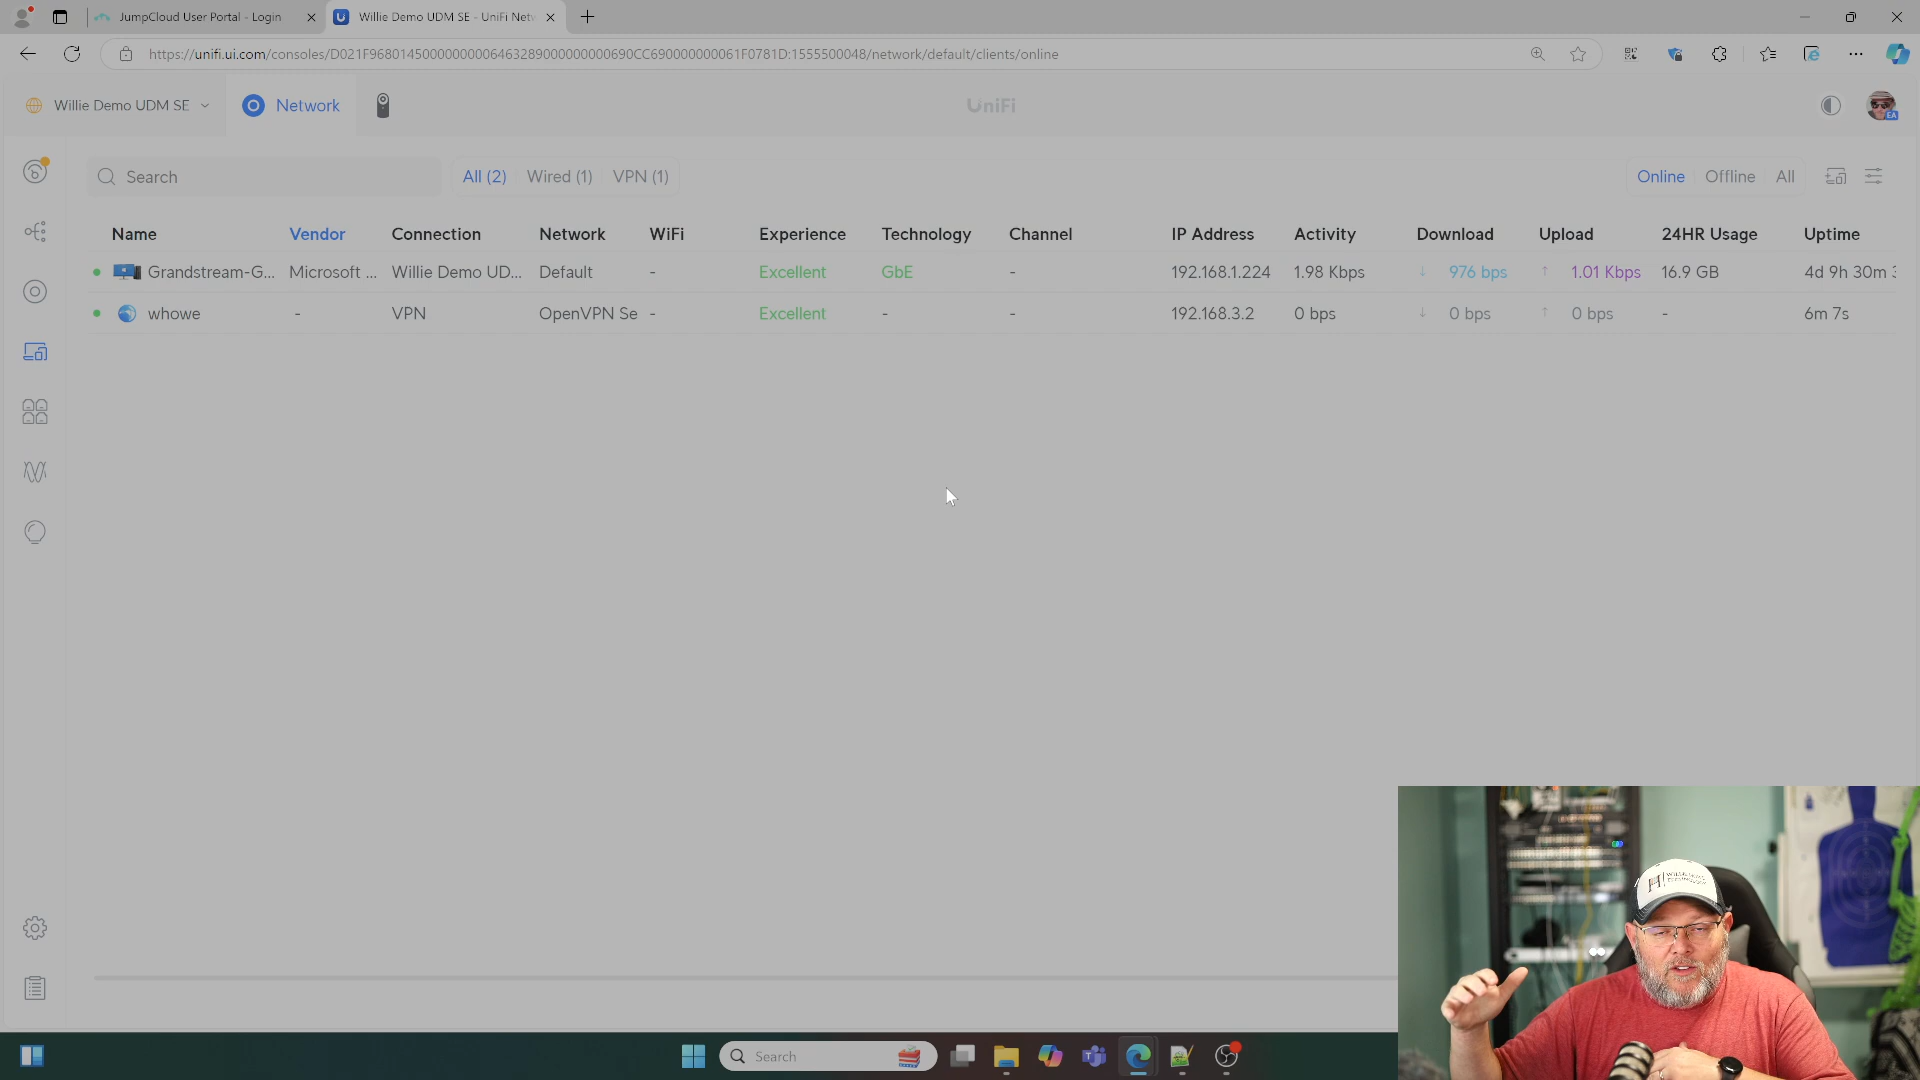 JumpCloud User Portal - Login
Willie Demo UDM SE - UniFi Netw
https://unifi.ui.com/consoles/D021F9680145000000000646328900000000690CC690000000061F0781D:1555500048/network/default/clients/online
Willie Demo UDM SE
Network
UniFi
EA
Search
All (2)
Wired (1)
VPN (1)
Online
Offline
All
Name Vendor Connection Network WiFi Experience Technology Channel IP Address Activity Download Upload 24HR Usage Uptime
Grandstream-G... Microsoft ... Willie Demo UD... Default - Excellent GbE - 192.168.1.224 1.98 Kbps ↓ 976 bps ↑ 1.01 Kbps 16.9 GB 4d 9h 30m
whowe - VPN OpenVPN Se - Excellent - - 192.168.3.2 0 bps ↓ 0 bps ↑ 0 bps - 6m 7s
Search